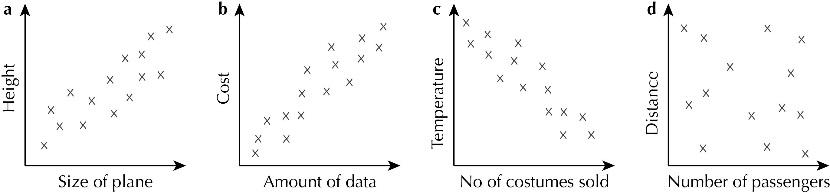 a
Height
Size of plane
b
Cost
Amount of data
c
Temperature
No of costumes sold
d
Distance
Number of passengers